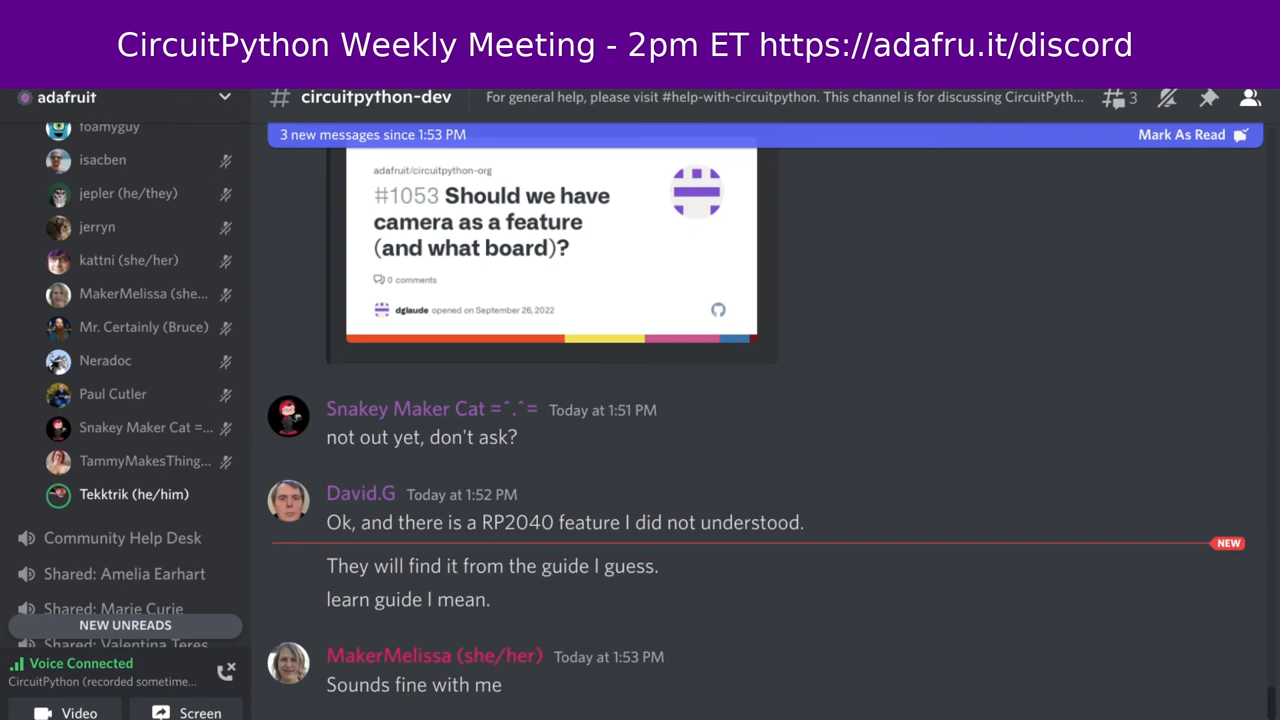 CircuitPython Weekly Meeting - 2pm ET https://adafru.it/discord
adafruit
foamyguy
isacben
jepler (he/they)
jerryn
kattni (she/her)
MakerMelissa (she...
Mr. Certainly (Bruce)
Neradoc
Paul Cutler
Snakey Maker Cat =...
TammyMakesThing...
Tekktrik (he/him)
Community Help Desk
Shared: Amelia Earhart
Shared: Marie Curie
NEW UNREADS
Shared: Valentina Teres
Voice Connected
CircuitPython (recorded sometime...
Video
Screen
# circuitpython-dev
For general help, please visit #help-with-circuitpython. This channel is for discussing CircuitPyth...
3
3 new messages since 1:53 PM
Mark As Read
adafruit/circuitpython-org
#1053 Should we have
camera as a feature
(and what board)?
0 comments
dglaude opened on September 26, 2022
Snakey Maker Cat =^.^= Today at 1:51 PM
not out yet, don't ask?
David.G Today at 1:52 PM
Ok, and there is a RP2040 feature I did not understood.
NEW
They will find it from the guide I guess.
learn guide I mean.
MakerMelissa (she/her) Today at 1:53 PM
Sounds fine with me